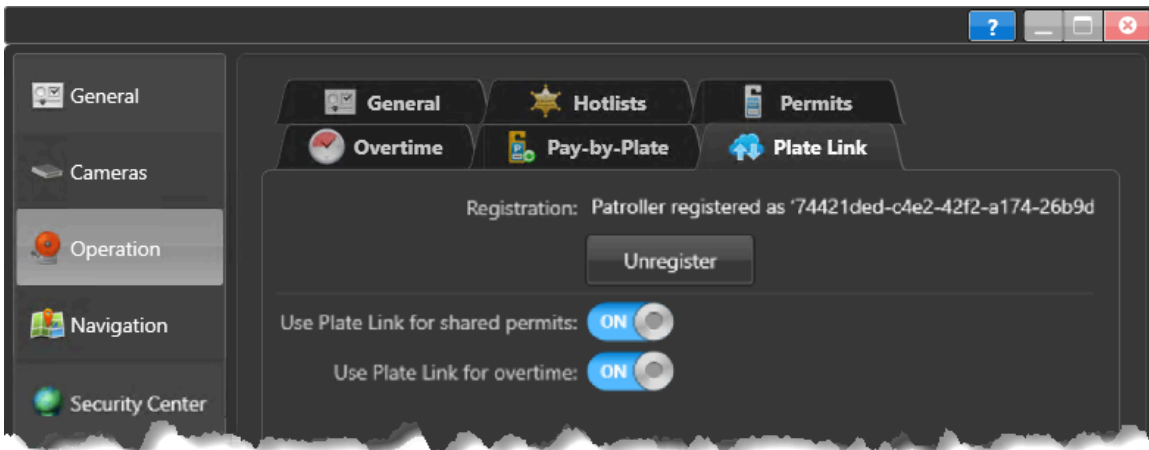 ?
General
Cameras
Operation
Navigation
Security Center
General Hotlists Permits
Overtime Pay-by-Plate Plate Link
Registration: Patroller registered as '74421ded-c4e2-42f2-a174-26b9d
Unregister
Use Plate Link for shared permits: ON
Use Plate Link for overtime: ON